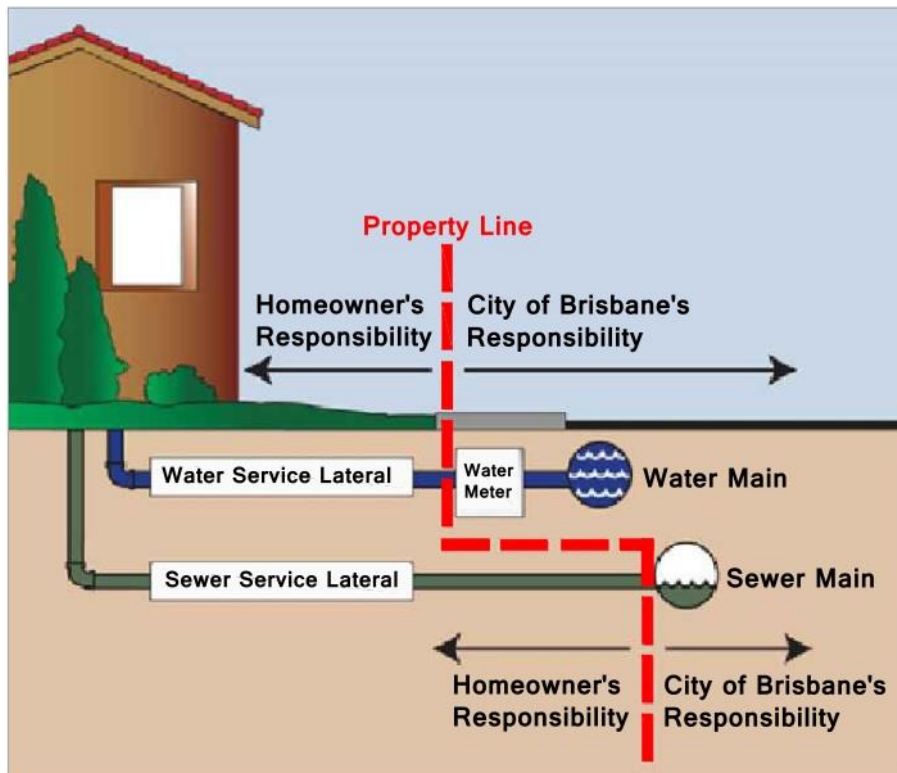 Property Line
Homeowner's
Responsibility
City of Brisbane's
Responsibility
Water Service Lateral
Water
Meter
Water Main
Sewer Service Lateral
Sewer Main
Homeowner's
Responsibility
City of Brisbane's
Responsibility